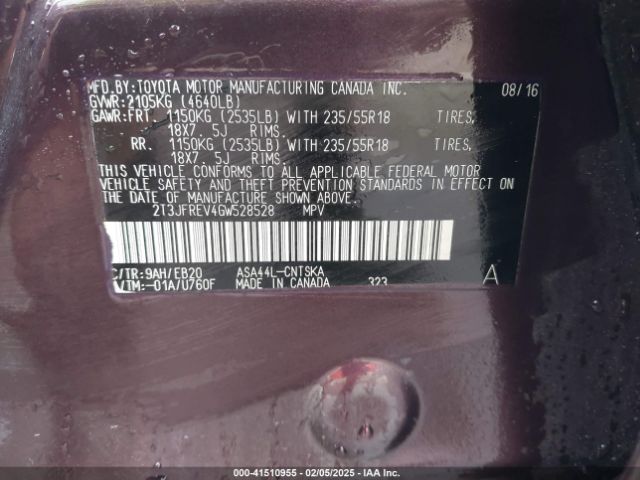 MFD.BY: TOYOTA MOTOR MANUFACTURING CANADA INC. 08/16
GVWR: 2105KG (4640LB)
GAWR: FRT. 1150KG (2535LB) WITH 235/55R18 TIRES,
18X7. 5J RIMS.
RR. 1150KG (2535LB) WITH 235/55R18 TIRES,
18X7. 5J RIMS.
THIS VEHICLE CONFORMS TO ALL APPLICABLE FEDERAL MOTOR
VEHICLE SAFETY AND THEFT PREVENTION STANDARDS IN EFFECT ON
THE DATE OF MANUFACTURE SHOWN ABOVE.
2T3JFREV4GW528528 MPV
C/TR: 9AH/EB20 ASA44L-CNTSKA A
/TM: -01A/U760F MADE IN CANADA 323
000-41510955 - 02/05/2025 - IAA Inc.